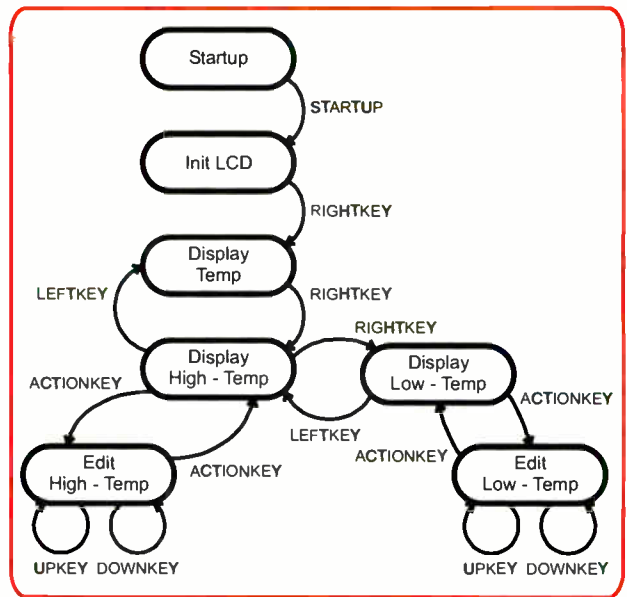 Startup
STARTUP
Init LCD
RIGHTKEY
Display
Temp
LEFTKEY
RIGHTKEY
RIGHTKEY
Display
High - Temp
Display
Low - Temp
ACTIONKEY
ACTIONKEY
LEFTKEY
ACTIONKEY
ACTIONKEY
Edit
High - Temp
Edit
Low - Temp
UPKEY DOWNKEY
UPKEY DOWNKEY